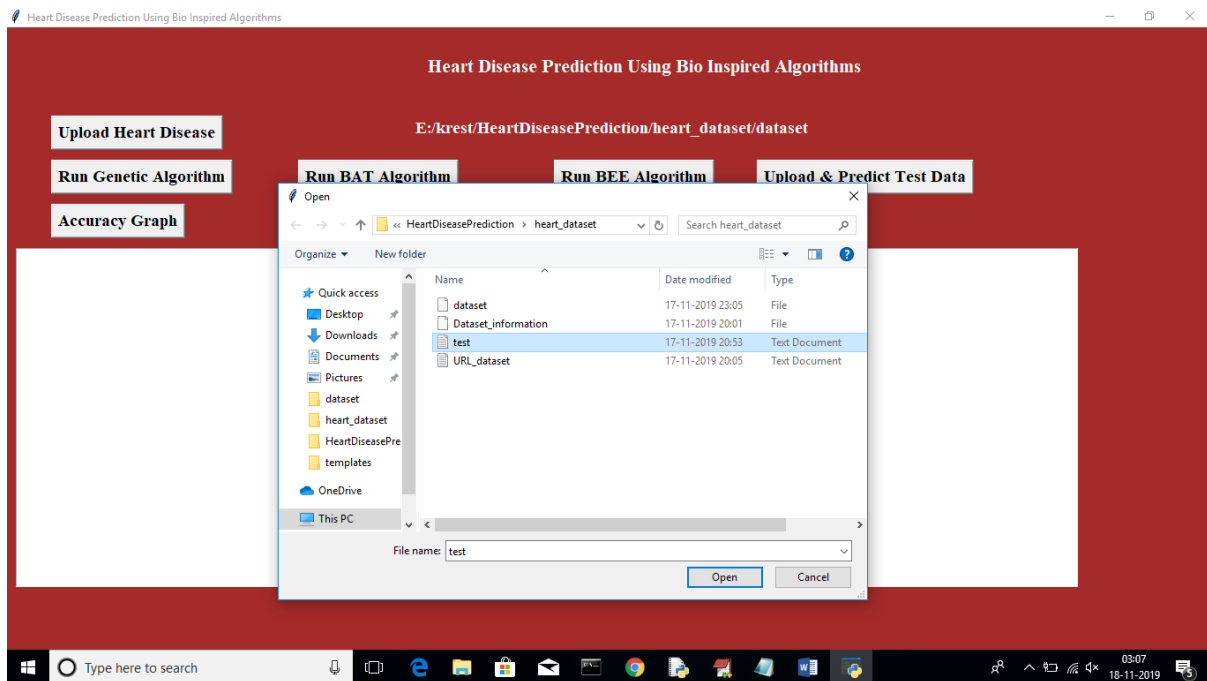 Heart Disease Prediction Using Bio Inspired Algorithms
Heart Disease Prediction Using Bio Inspired Algorithms
Upload Heart Disease
E:/krest/HeartDiseasePrediction/heart_dataset/dataset
Run Genetic Algorithm
Run BAT Algorithm
Run BEE Algorithm
Upload & Predict Test Data
Accuracy Graph
Open
« HeartDiseasePrediction › heart_dataset
Search heart_dataset
Organize
New folder
Name
Date modified
Type
Quick access
Desktop
Downloads
Documents
Pictures
dataset
heart_dataset
HeartDiseasePre
templates
OneDrive
This PC
dataset 17-11-2019 23:05 File
Dataset_information 17-11-2019 20:01 File
test 17-11-2019 20:53 Text Document
URL_dataset 17-11-2019 20:05 Text Document
File name: test
Open
Cancel
Type here to search
03:07
18-11-2019
5